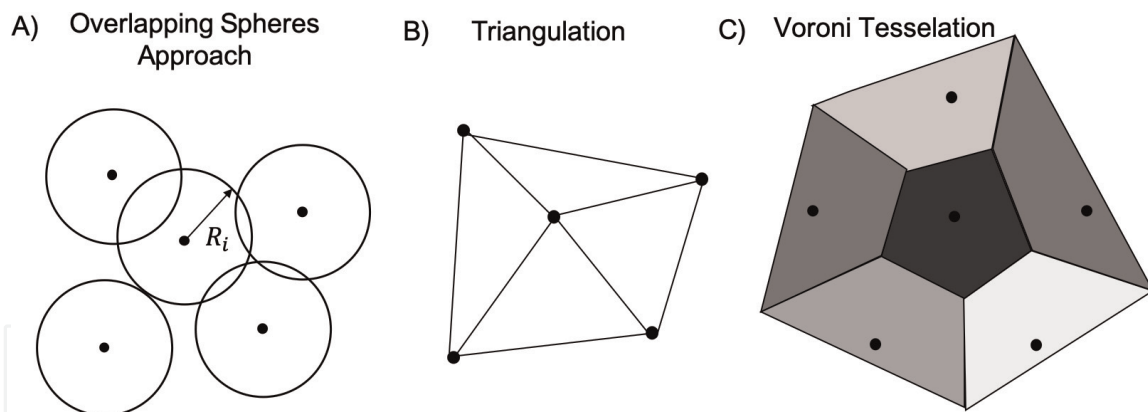 A) Overlapping Spheres
Approach
B) Triangulation
C) Voroni Tesselation
R_i